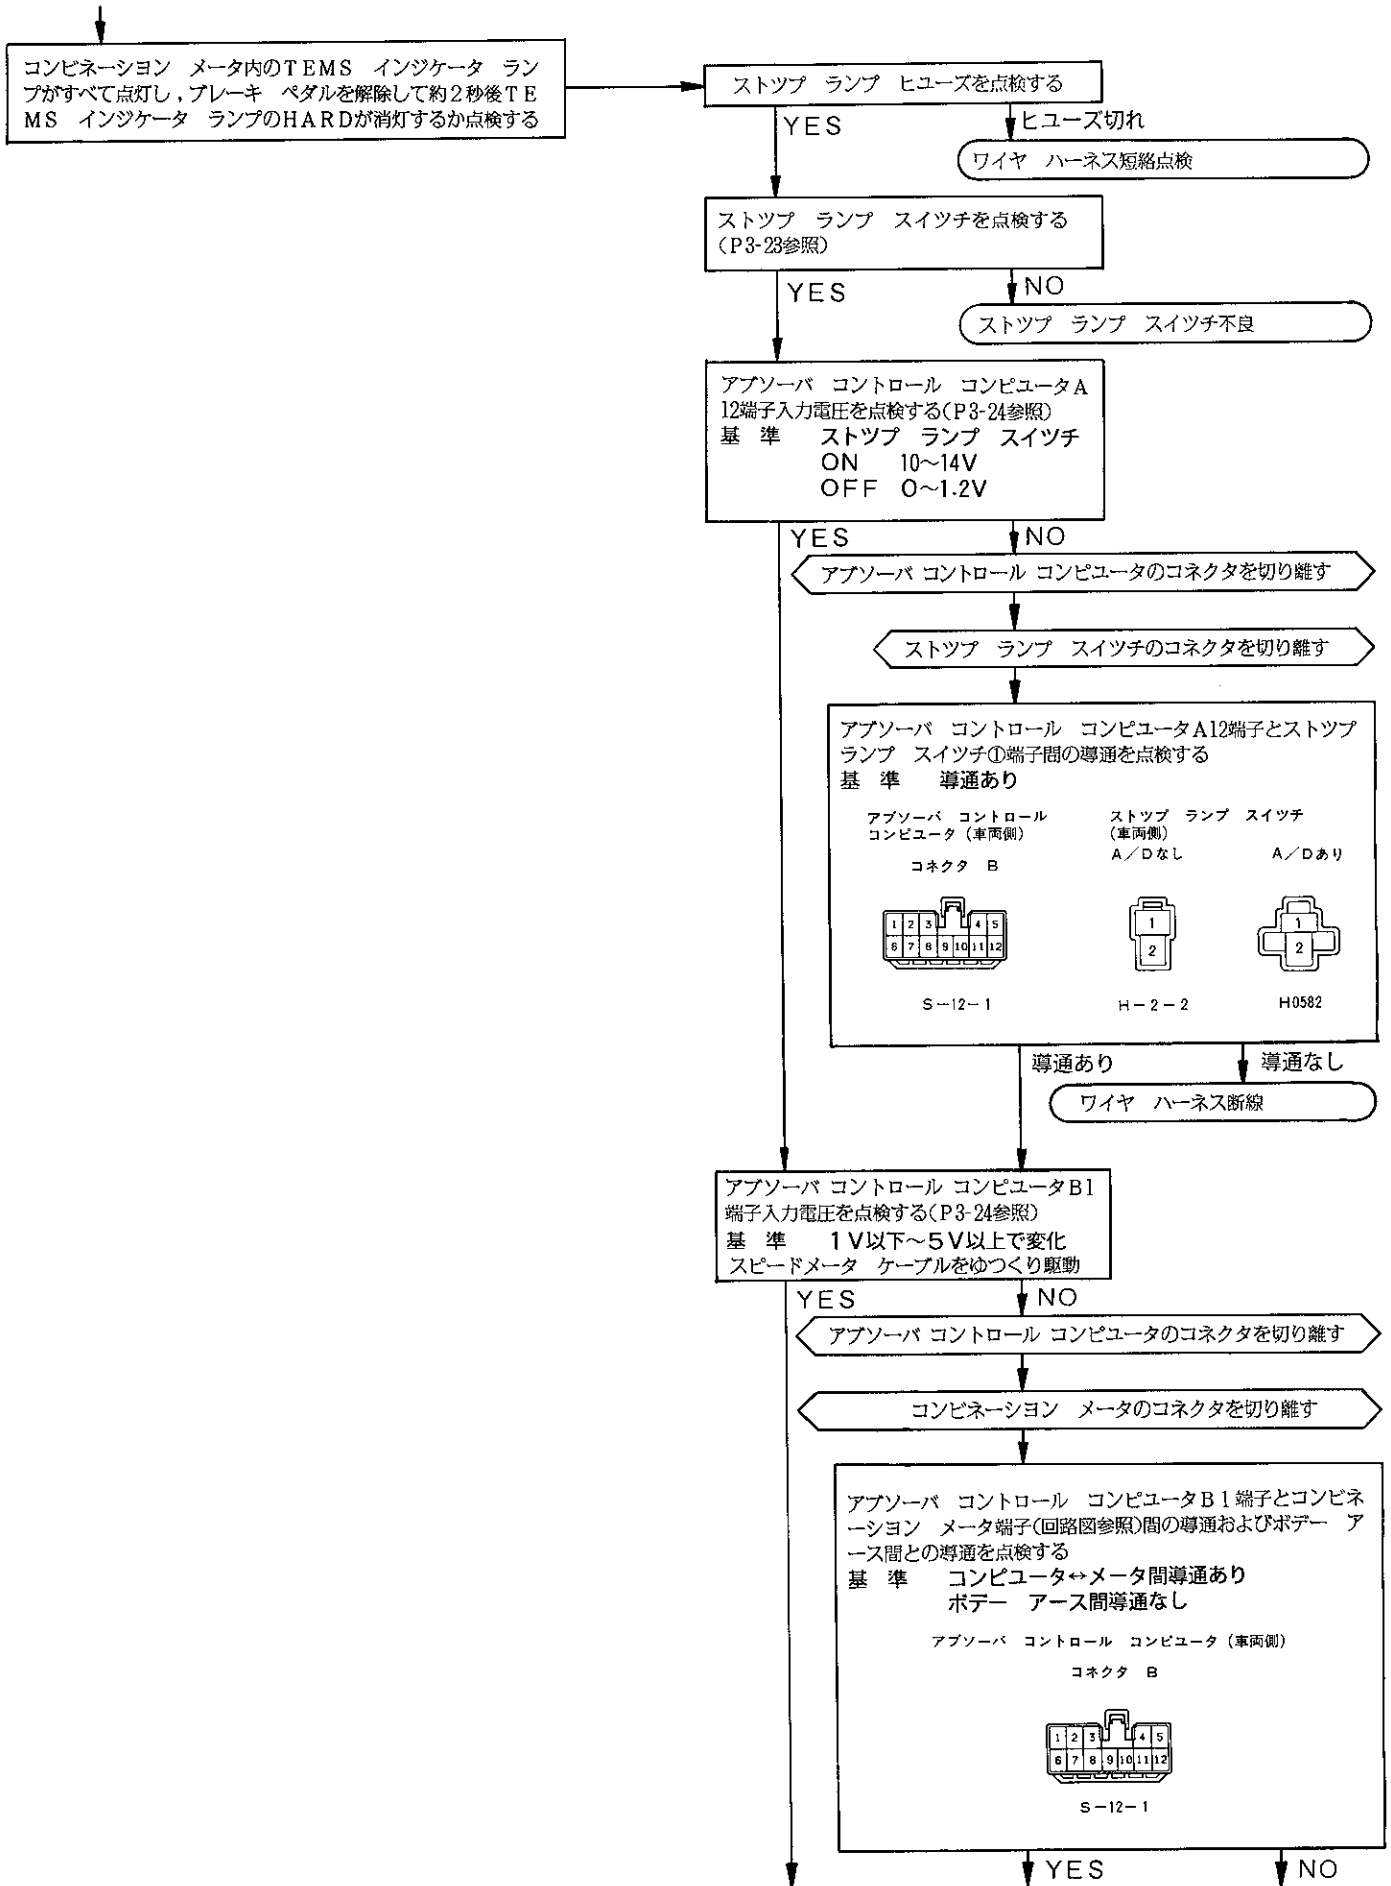 コンビネーシヨン メータ内のTEMS インジケータ ラン
プがすべて点灯し,ブレーキ ペダルを解除して約2秒後TE
MS インジケータ ランプのHARDが消灯するか点検する
ストツプ ランプ ヒユーズを点検する
YES
ヒユーズ切れ
ワイヤ ハーネス短絡点検
ストツプ ランプ スイツチを点検する
(P3-23参照)
YES
NO
ストツプ ランプ スイツチ不良
アブソーバ コントロール コンピユータA
12端子入力電圧を点検する(P3-24参照)
基 準 ストツプ ランプ スイツチ
ON 10~14V
OFF 0~1.2V
YES
NO
アブソーバ コントロール コンピユータのコネクタを切り離す
ストツプ ランプ スイツチのコネクタを切り離す
アブソーバ コントロール コンピユータA12端子とストツプ
ランプ スイツチ①端子間の導通を点検する
基 準 導通あり
アブソーバ コントロール
コンピユータ(車両側)
コネクタ B
ストツプ ランプ スイツチ
(車両側)
A/Dなし
A/Dあり
1 2 3 4 5
6 7 8 9 10 11 12
1
2
1
2
S-12-1
H-2-2
H0582
導通あり
導通なし
ワイヤ ハーネス断線
アブソーバ コントロール コンピユータB1
端子入力電圧を点検する(P3-24参照)
基 準 1V以下~5V以上で変化
スピードメータ ケーブルをゆつくり駆動
YES
NO
アブソーバ コントロール コンピユータのコネクタを切り離す
コンビネーシヨン メータのコネクタを切り離す
アブソーバ コントロール コンピユータB1端子とコンビネ
ーシヨン メータ端子(回路図参照)間の導通およびボデー ア
ース間との導通を点検する
基 準 コンピユータ↔メータ間導通あり
ボデー アース間導通なし
アブソーバ コントロール コンピユータ(車両側)
コネクタ B
1 2 3 4 5
6 7 8 9 10 11 12
S-12-1
YES
NO